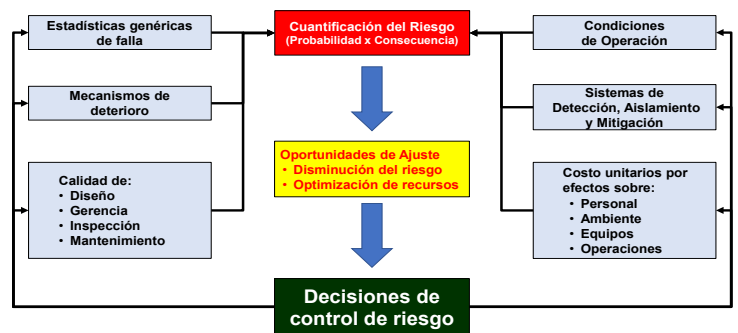 Estadísticas genéricas
de falla
Mecanismos de
deterioro
Calidad de:
• Diseño
• Gerencia
• Inspección
• Mantenimiento
Cuantificación del Riesgo
(Probabilidad x Consecuencia)
Oportunidades de Ajuste
• Disminución del riesgo
• Optimización de recursos
Decisiones de
control de riesgo
Condiciones
de Operación
Sistemas de
Detección, Aislamiento
y Mitigación
Costo unitarios por
efectos sobre:
• Personal
• Ambiente
• Equipos
• Operaciones